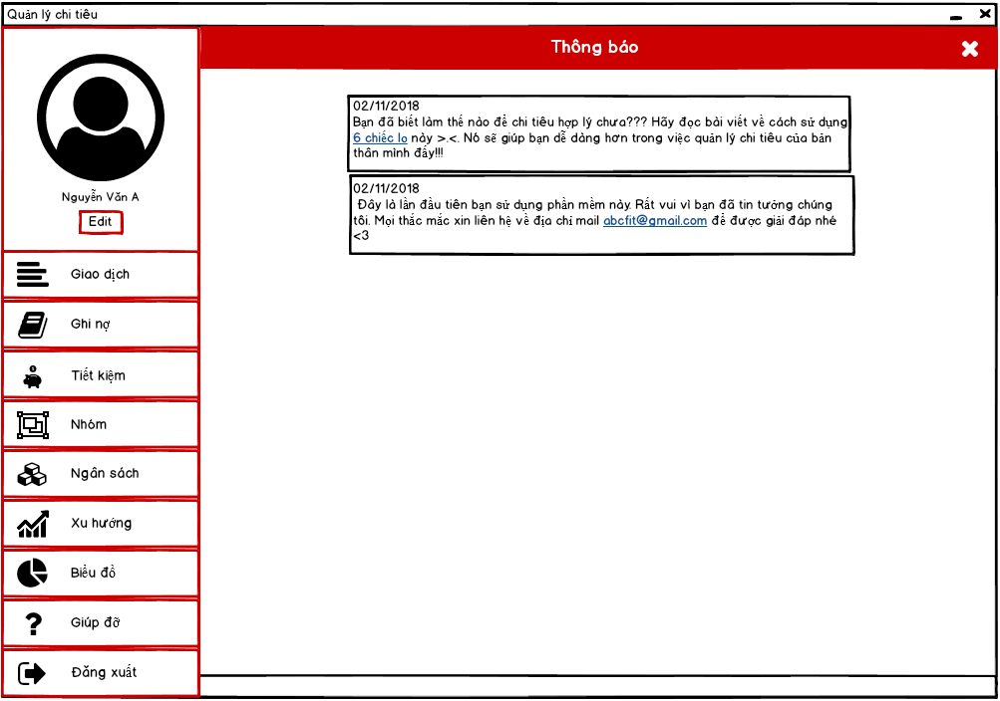 Quản lý chi tiêu
Thông báo
Nguyễn Văn A
Edit
Giao dịch
Ghi nợ
Tiết kiệm
Nhóm
Ngân sách
Xu hướng
Biểu đồ
Giúp đỡ
Đăng xuất
02/11/2018
Bạn đã biết làm thế nào để chi tiêu hợp lý chưa??? Hãy đọc bài viết về cách sử dụng
6 chiếc lo này >.<. Nó sẽ giúp bạn dễ dàng hơn trong việc quản lý chi tiêu của bản
thân mình đấy!!!
02/11/2018
Đây là lần đầu tiên bạn sử dụng phần mềm này. Rất vui vì bạn đã tin tưởng chúng
tôi. Mọi thắc mắc xin liên hệ về địa chỉ mail abcfit@gmail.com để được giải đáp nhé
<3